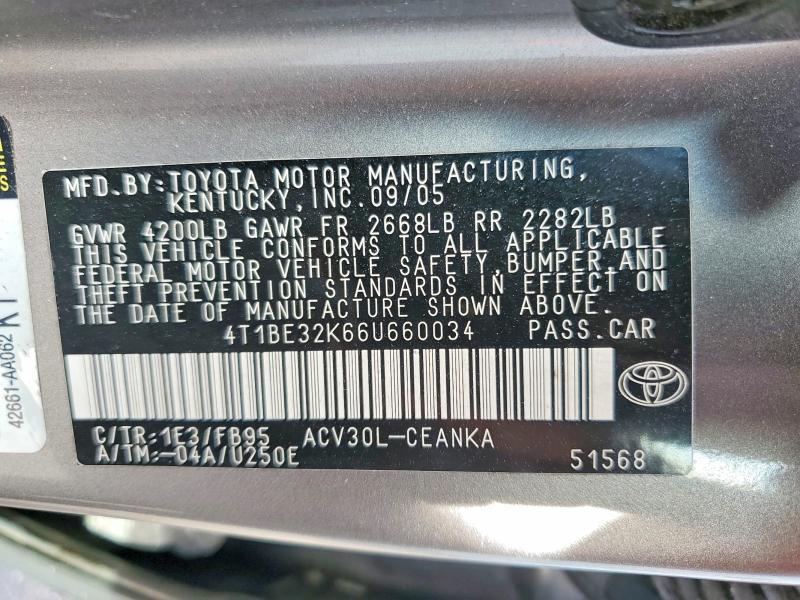 MFD. BY: TOYOTA MOTOR MANUFACTURING,
KENTUCKY, INC. 09/05
GVWR 4200LB GAWR FR 2668LB RR 2282LB
THIS VEHICLE CONFORMS TO ALL APPLICABLE
FEDERAL MOTOR VEHICLE SAFETY, BUMPER, AND
THEFT PREVENTION STANDARDS IN EFFECT ON
THE DATE OF MANUFACTURE SHOWN ABOVE.
4T1BE32K66U660034 PASS.CAR
C/TR: 1E3/FB95 ACV30L-CEANKA
A/TM:-04A/U250E 51568
42661-AA062